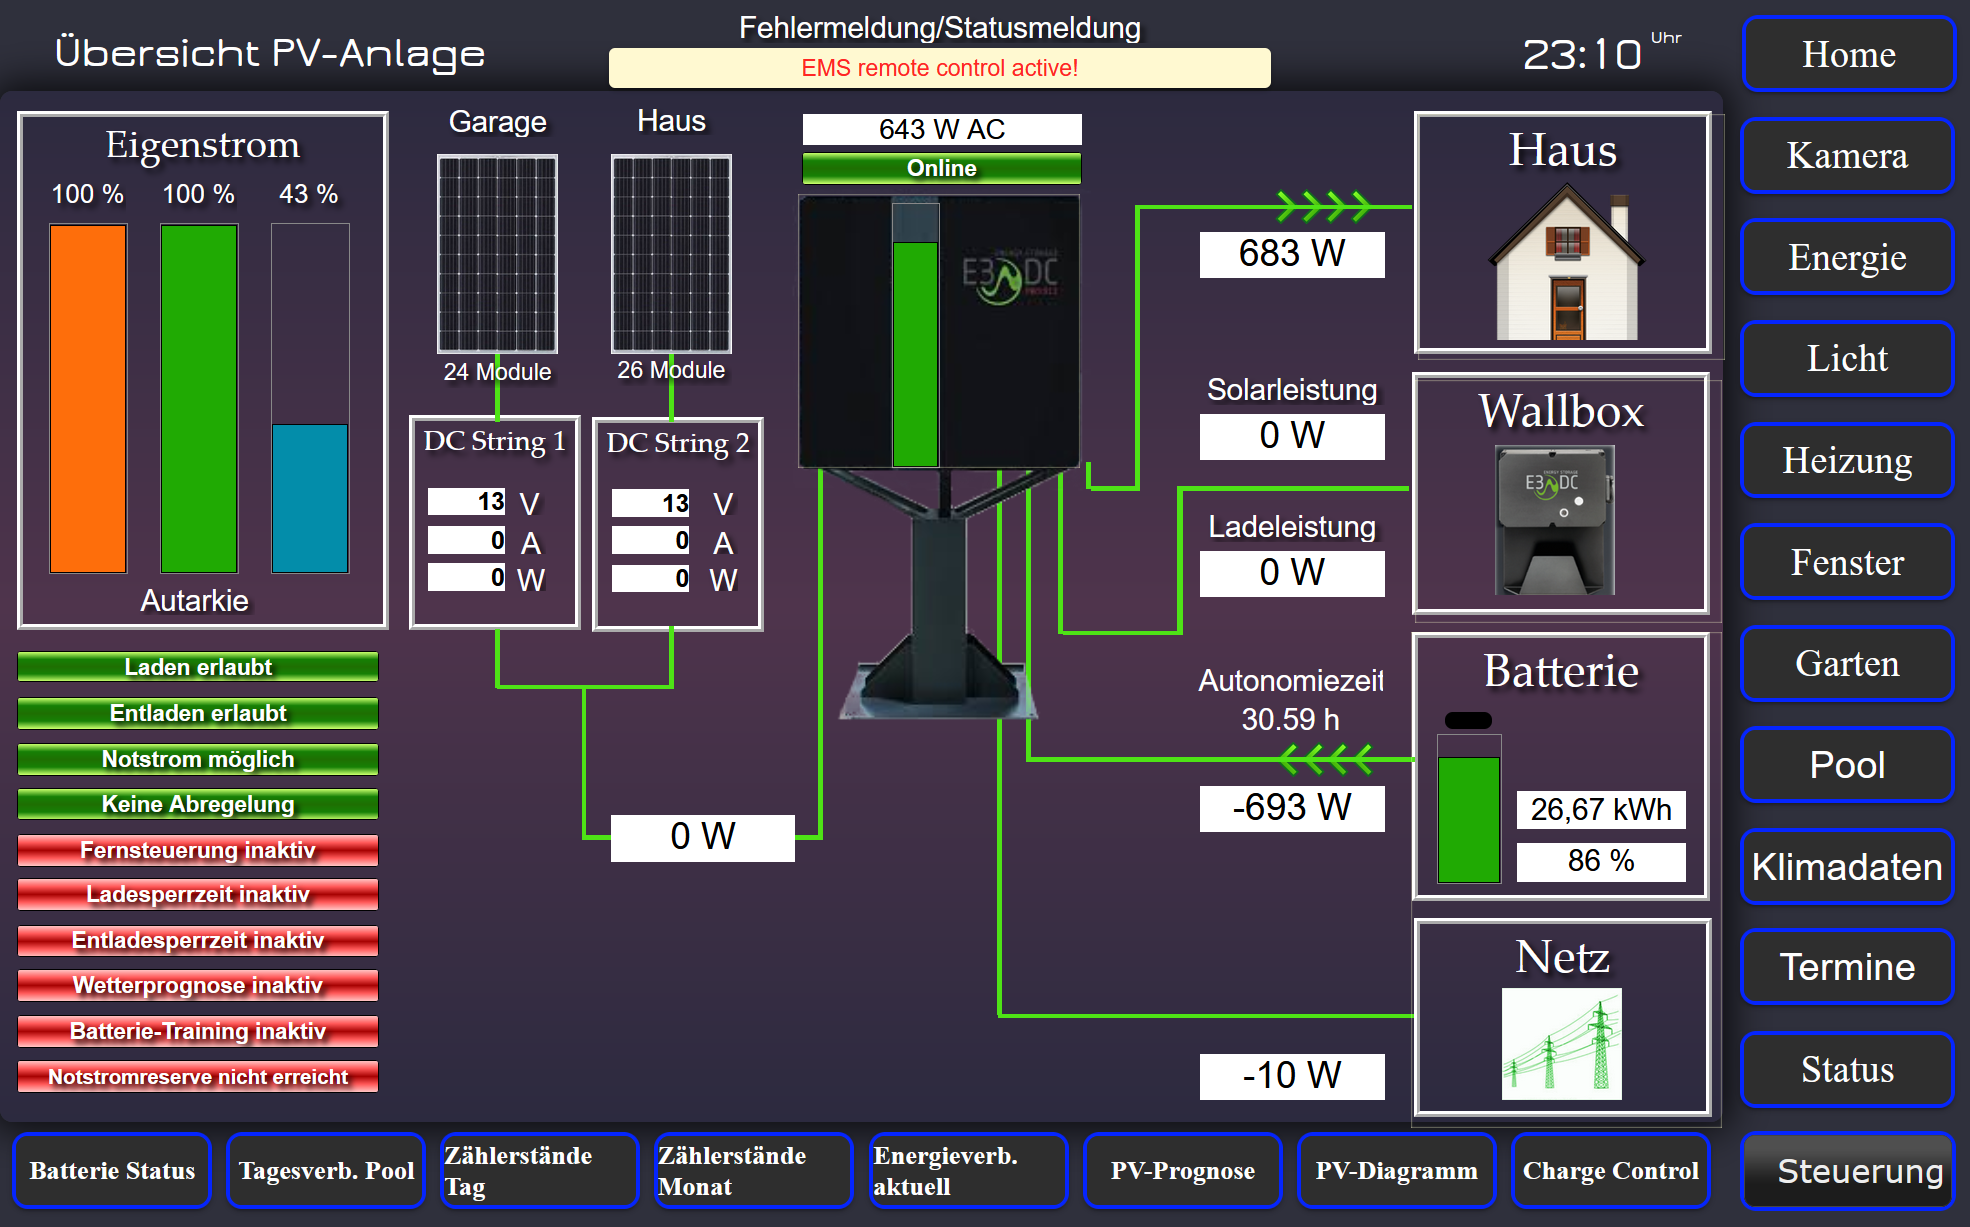 Übersicht PV-Anlage
Fehlermeldung/Statusmeldung
EMS remote control active!
23:10 Uhr
Eigenstrom
100 %
100 %
43 %
Autarkie
Laden erlaubt
Entladen erlaubt
Notstrom möglich
Keine Abregelung
Fernsteuerung inaktiv
Ladesperrzeit inaktiv
Entladesperrzeit inaktiv
Wetterprognose inaktiv
Batterie-Training inaktiv
Notstromreserve nicht erreicht
Garage
24 Module
Haus
26 Module
DC String 1
13 V
0 A
0 W
DC String 2
13 V
0 A
0 W
0 W
643 W AC
Online
ENERGY STORAGE
E3DC
683 W
Solarleistung
0 W
Ladeleistung
0 W
Autonomiezeit
30.59 h
-693 W
-10 W
Haus
Wallbox
ENERGY STORAGE
E3DC
Batterie
26,67 kWh
86 %
Netz
Home
Kamera
Energie
Licht
Heizung
Fenster
Garten
Pool
Klimadaten
Termine
Status
Steuerung
Batterie Status
Tagesverb. Pool
Zählerstände
Tag
Zählerstände
Monat
Energieverb.
aktuell
PV-Prognose
PV-Diagramm
Charge Control